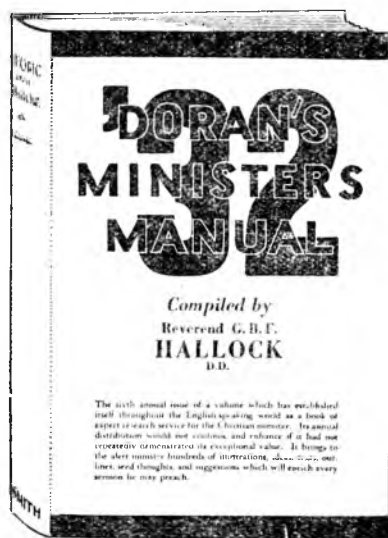 '32
DORAN'S
MINISTERS
MANUAL
Compiled by
Reverend G. B. F.
HALLOCK
D.D.
The sixth annual issue of a volume which has established
itself throughout the English-speaking world as a book of
expert research service for the Christian minister. Its annual
distribution would not continue, and enhance if it had not
repeatedly demonstrated its exceptional value. It brings to
the alert minister hundreds of illustrations, out-
lines, seed thoughts, and suggestions which will enrich every
sermon he may preach.
SMITH